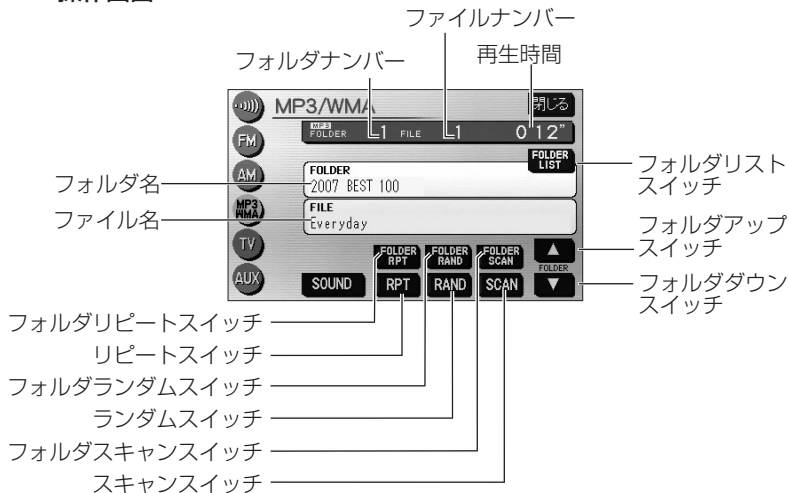 ファイルナンバー
フォルダナンバー
再生時間
MP3/WMA
閉じる
MP3
FOLDER 1 FILE 1 0'12"
FM
AM
MP3
WMA
TV
AUX
FOLDER
LIST
FOLDER
2007 BEST 100
FILE
Everyday
FOLDER
RPT
FOLDER
RAND
FOLDER
SCAN
▲
FOLDER
▼
SOUND
RPT
RAND
SCAN
フォルダ名
ファイル名
フォルダリスト
スイッチ
フォルダアップ
スイッチ
フォルダダウン
スイッチ
フォルダリピートスイッチ
リピートスイッチ
フォルダランダムスイッチ
ランダムスイッチ
フォルダスキャンスイッチ
スキャンスイッチ